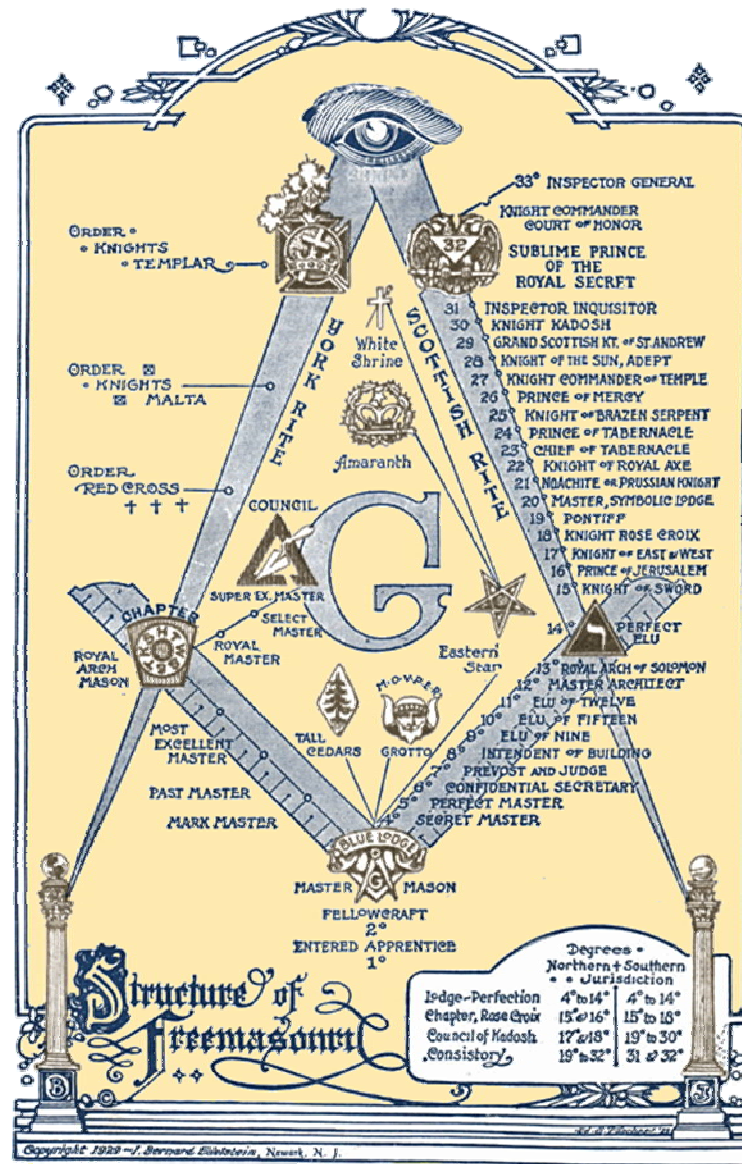 33° INSPECTOR GENERAL
KNIGHT COMMANDER
COURT OF HONOR
32
SUBLIME PRINCE
OF THE
ROYAL SECRET
ORDER
KNIGHTS
TEMPLAR
ORDER
KNIGHTS
MALTA
ORDER
RED CROSS
YORK RITE
SCOTTISH RITE
White
Shrine
Amaranth
31 INSPECTOR INQUISITOR
30 KNIGHT KADOSH
29 GRAND SCOTTISH KT. OF ST. ANDREW
28 KNIGHT OF THE SUN, ADEPT
27 KNIGHT COMMANDER OF TEMPLE
26 PRINCE OF MERCY
25 KNIGHT OF BRAZEN SERPENT
24 PRINCE OF TABERNACLE
23 CHIEF OF TABERNACLE
22 KNIGHT OF ROYAL AXE
21 NOACHITE OR PRUSSIAN KNIGHT
20 MASTER, SYMBOLIC LODGE
19° PONTIFF
18° KNIGHT ROSE CROIX
17° KNIGHT OF EAST & WEST
16° PRINCE OF JERUSALEM
15° KNIGHT OF SWORD
14° PERFECT
ELU
13° ROYAL ARCH OF SOLOMON
12° MASTER ARCHITECT
11° ELU OF TWELVE
10° ELU OF FIFTEEN
9° ELU OF NINE
8° INTENDENT OF BUILDING
7° PREVOST AND JUDGE
6° CONFIDENTIAL SECRETARY
5° PERFECT MASTER
4° SECRET MASTER
COUNCIL
SUPER EX. MASTER
SELECT
MASTER
ROYAL
MASTER
G
Eastern
Star
CHAPTER
HTWSSTKS
ROYAL
ARCH
MASON
MOST
EXCELLENT
MASTER
PAST MASTER
MARK MASTER
TALL
CEDARS
M.O.V.P.E.R.
GROTTO
BLUE LODGE
G
MASTER MASON
FELLOWCRAFT
2°
ENTERED APPRENTICE
1°
Structure of
Freemasonry
Degrees
Northern + Southern
Jurisdiction
Lodge-Perfection 4° to 14° 4° to 14°
Chapter, Rose Croix 15° & 16° 15° to 18°
Council of Kadosh 17° & 18° 19° to 30°
Consistory 19° to 32° 31 & 32°
B
J
Copyright 1929 - J. Bernard Newark, N. J.